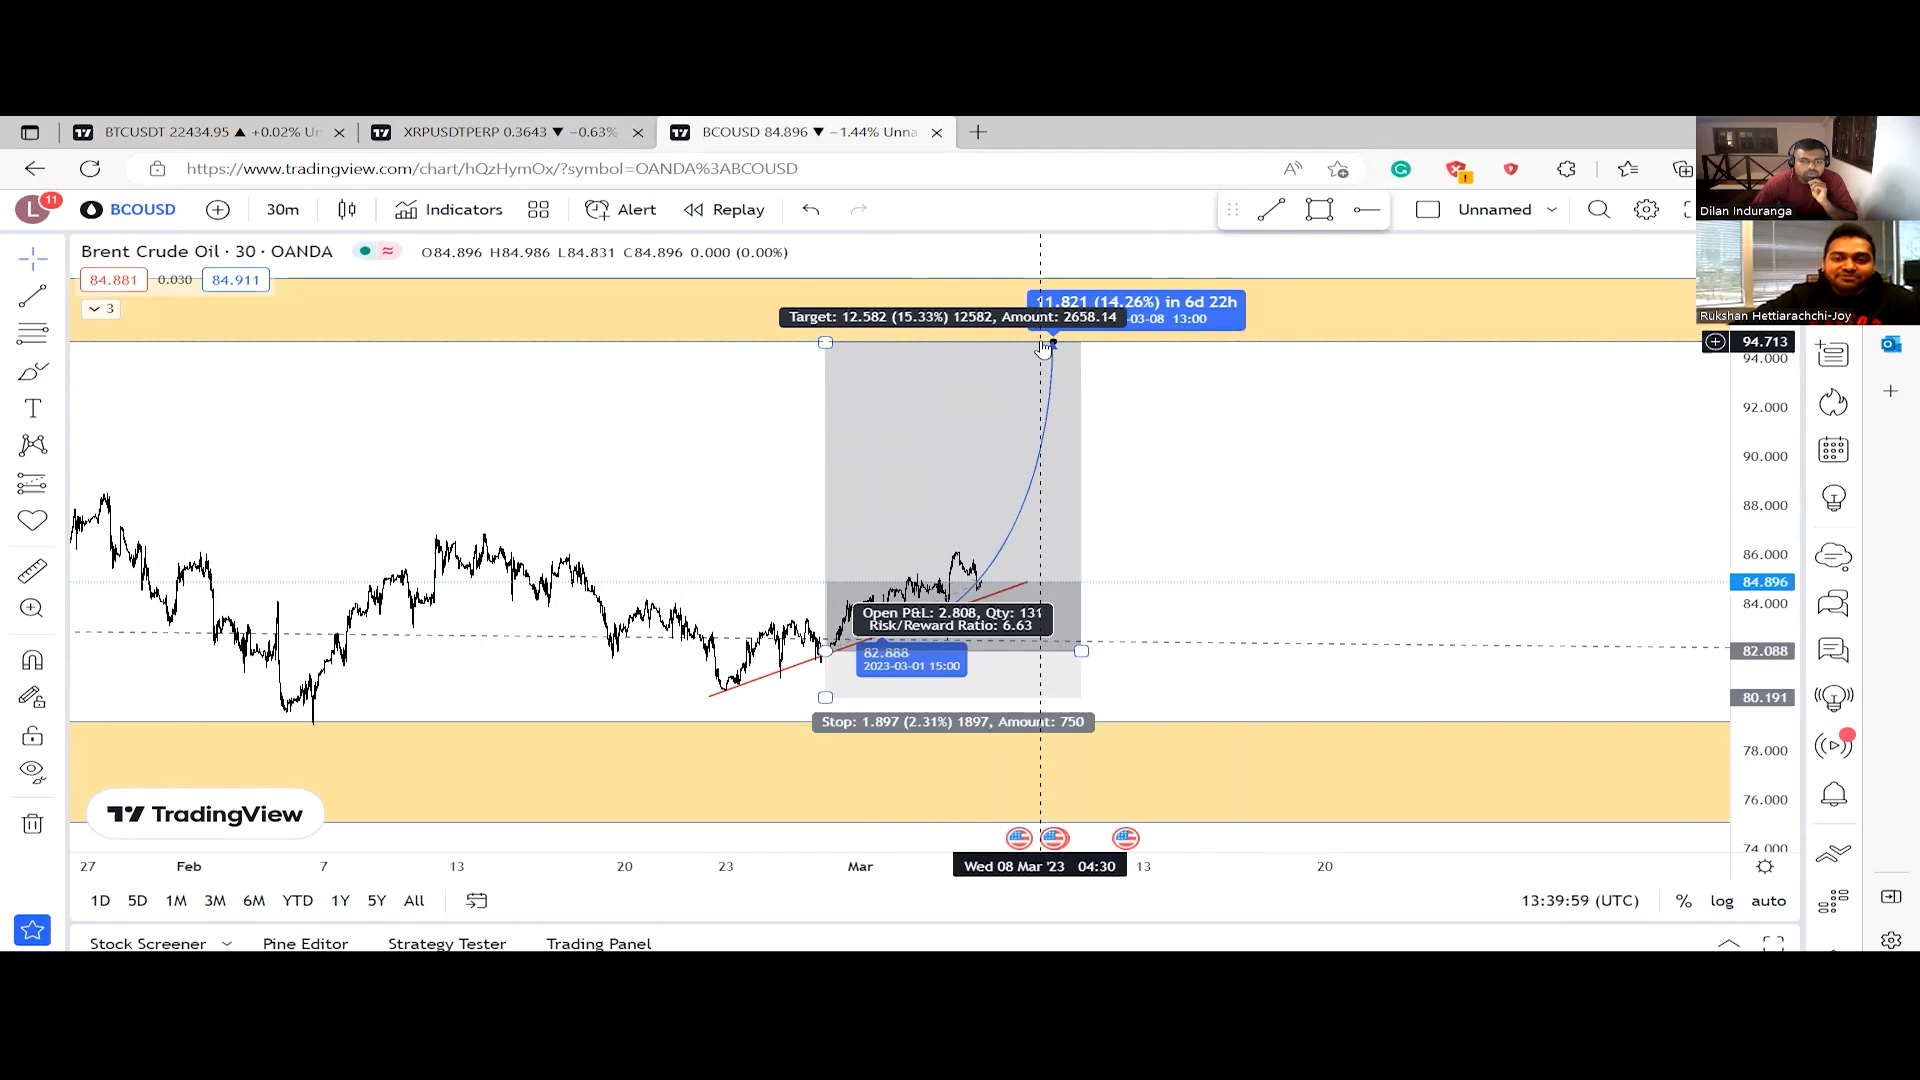 BTCUSDT 22434.95 ▲ +0.02% Un
XRPUSDTPERP 0.3643 ▼ −0.63%
BCOUSD 84.896 ▼ −1.44% Unna
https://www.tradingview.com/chart/hQzHymOx/?symbol=OANDA%3ABCOUSD
Dilan Induranga
L 11
BCOUSD
30m
Indicators
Alert
Replay
Unnamed
Brent Crude Oil · 30 · OANDA
O84.896 H84.986 L84.831 C84.896 0.000 (0.00%)
84.881 0.030 84.911
3
11.821 (14.26%) in 6d 22h
-03-08 13:00
Target: 12.582 (15.33%) 12582, Amount: 2658.14
Rukshan Hettiarachchi-Joy
94.713
94.000
92.000
90.000
88.000
86.000
84.896
84.000
82.088
80.191
78.000
76.000
74.000
Open P&L: 2.808, Qty: 131
Risk/Reward Ratio: 6.63
82.888
2023-03-01 15:00
Stop: 1.897 (2.31%) 1897, Amount: 750
TradingView
27 Feb 7 13 20 23 Mar Wed 08 Mar '23 04:30 13 20
1D 5D 1M 3M 6M YTD 1Y 5Y All
13:39:59 (UTC) % log auto
Stock Screener Pine Editor Strategy Tester Trading Panel